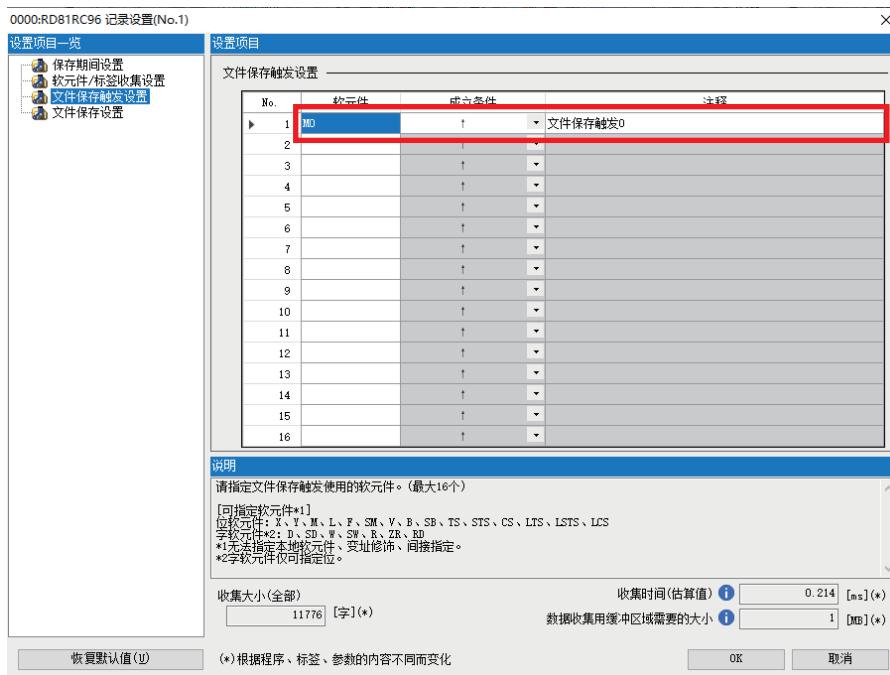 0000:RD81RC96 记录设置(No.1)
设置项目一览
保存期间设置
软元件/标签收集设置
文件保存触发设置
文件保存设置
设置项目
文件保存触发设置
No. 软元件 成立条件 注释
1 M0 ↑ 文件保存触发0
2 ↑
3 ↑
4 ↑
5 ↑
6 ↑
7 ↑
8 ↑
9 ↑
10 ↑
11 ↑
12 ↑
13 ↑
14 ↑
15 ↑
16 ↑
说明
请指定文件保存触发使用的软元件。(最大16个)
[可指定软元件*1]
位软元件: X、Y、M、L、F、SM、V、B、SB、TS、STS、CS、LTS、LSTS、LCS
字软元件*2: D、SD、W、SW、R、ZR、RD
*1无法指定本地软元件、变址修饰、间接指定。
*2字软元件仅可指定位。
收集大小(全部)
11776 [字](*)
收集时间(估算值) 0.214 [ms](*)
数据收集用缓冲区域需要的大小 1 [MB](*)
恢复默认值(U)
(*)根据程序、标签、参数的内容不同而变化
OK
取消